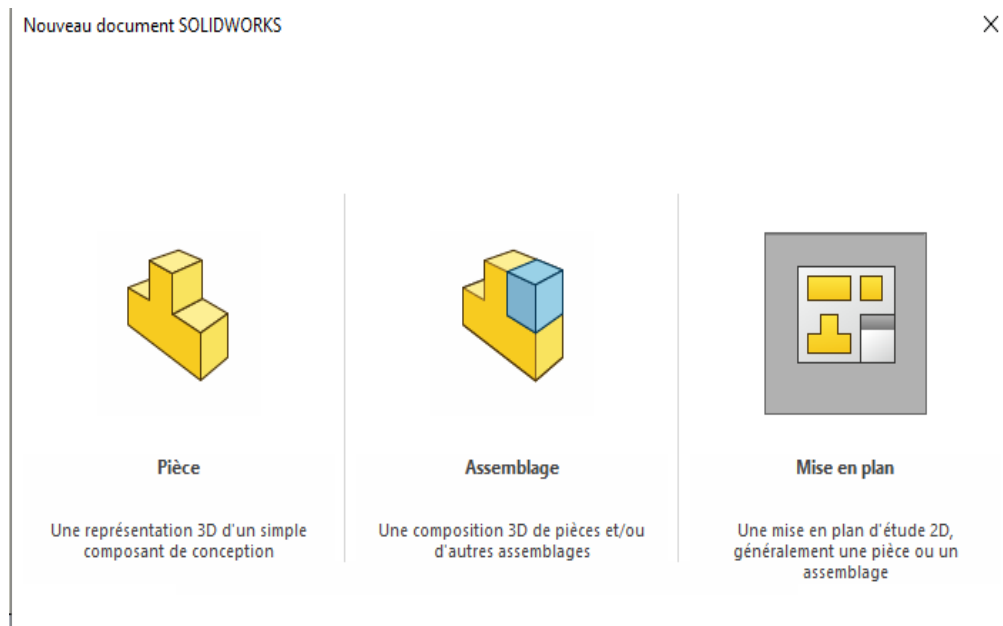 Nouveau document SOLIDWORKS
Pièce
Une représentation 3D d'un simple
composant de conception
Assemblage
Une composition 3D de pièces et/ou
d'autres assemblages
Mise en plan
Une mise en plan d'étude 2D,
généralement une pièce ou un
assemblage